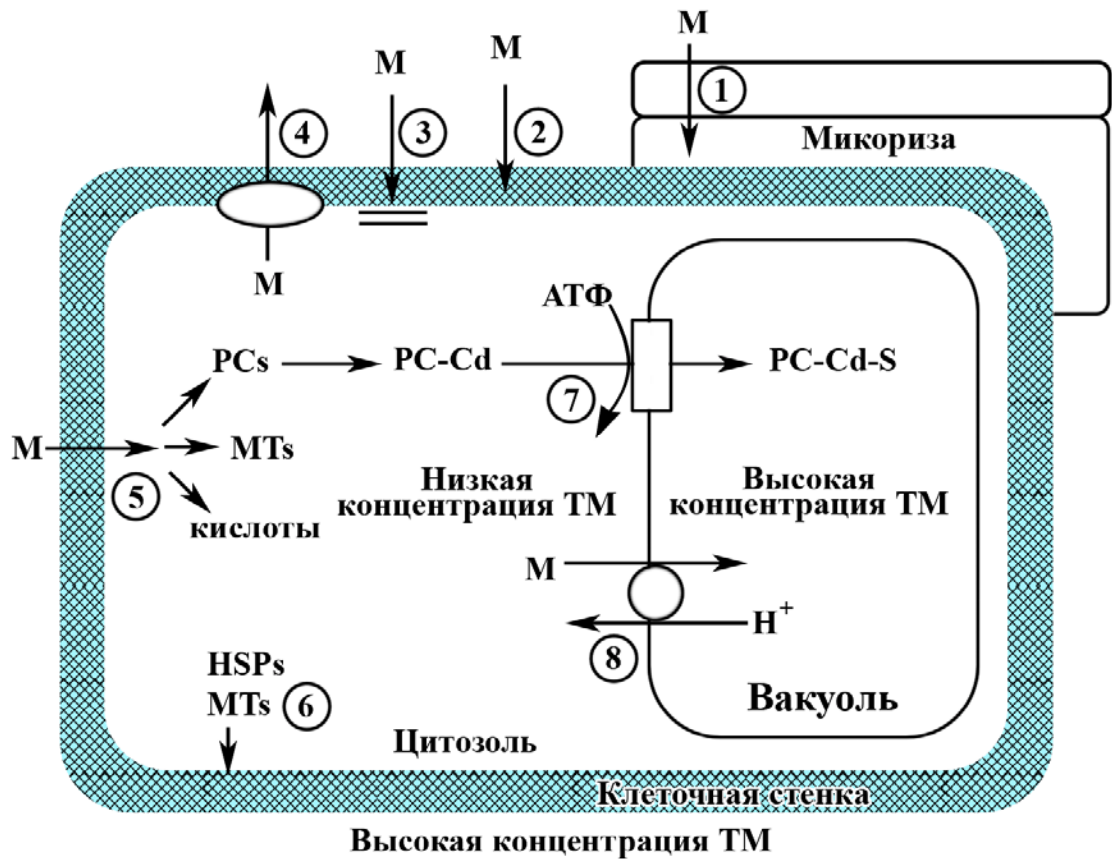 М
1
Микориза
М
2
М
3
4
М
АТФ
PCs
PC-Cd
PC-Cd-S
7
М
MTs
5
кислоты
Низкая
концентрация ТМ
Высокая
концентрация ТМ
М
H+
8
HSPs
MTs
6
Вакуоль
Цитозоль
Клеточная стенка
Высокая концентрация ТМ